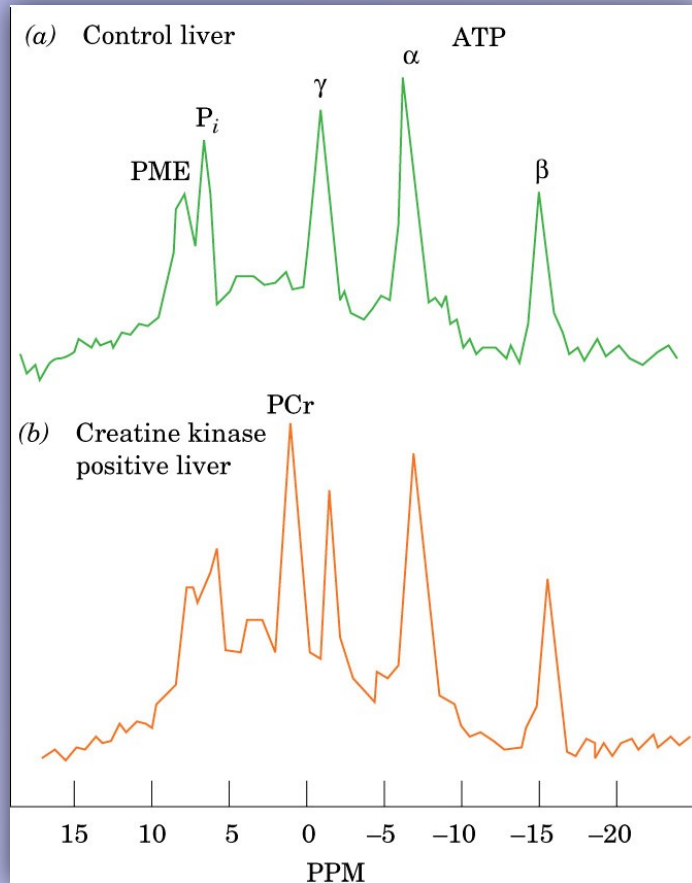 (a) Control liver
ATP
α
γ
P𝑖
PME
β
PCr
(b) Creatine kinase
positive liver
15 10 5 0 –5 –10 –15 –20
PPM